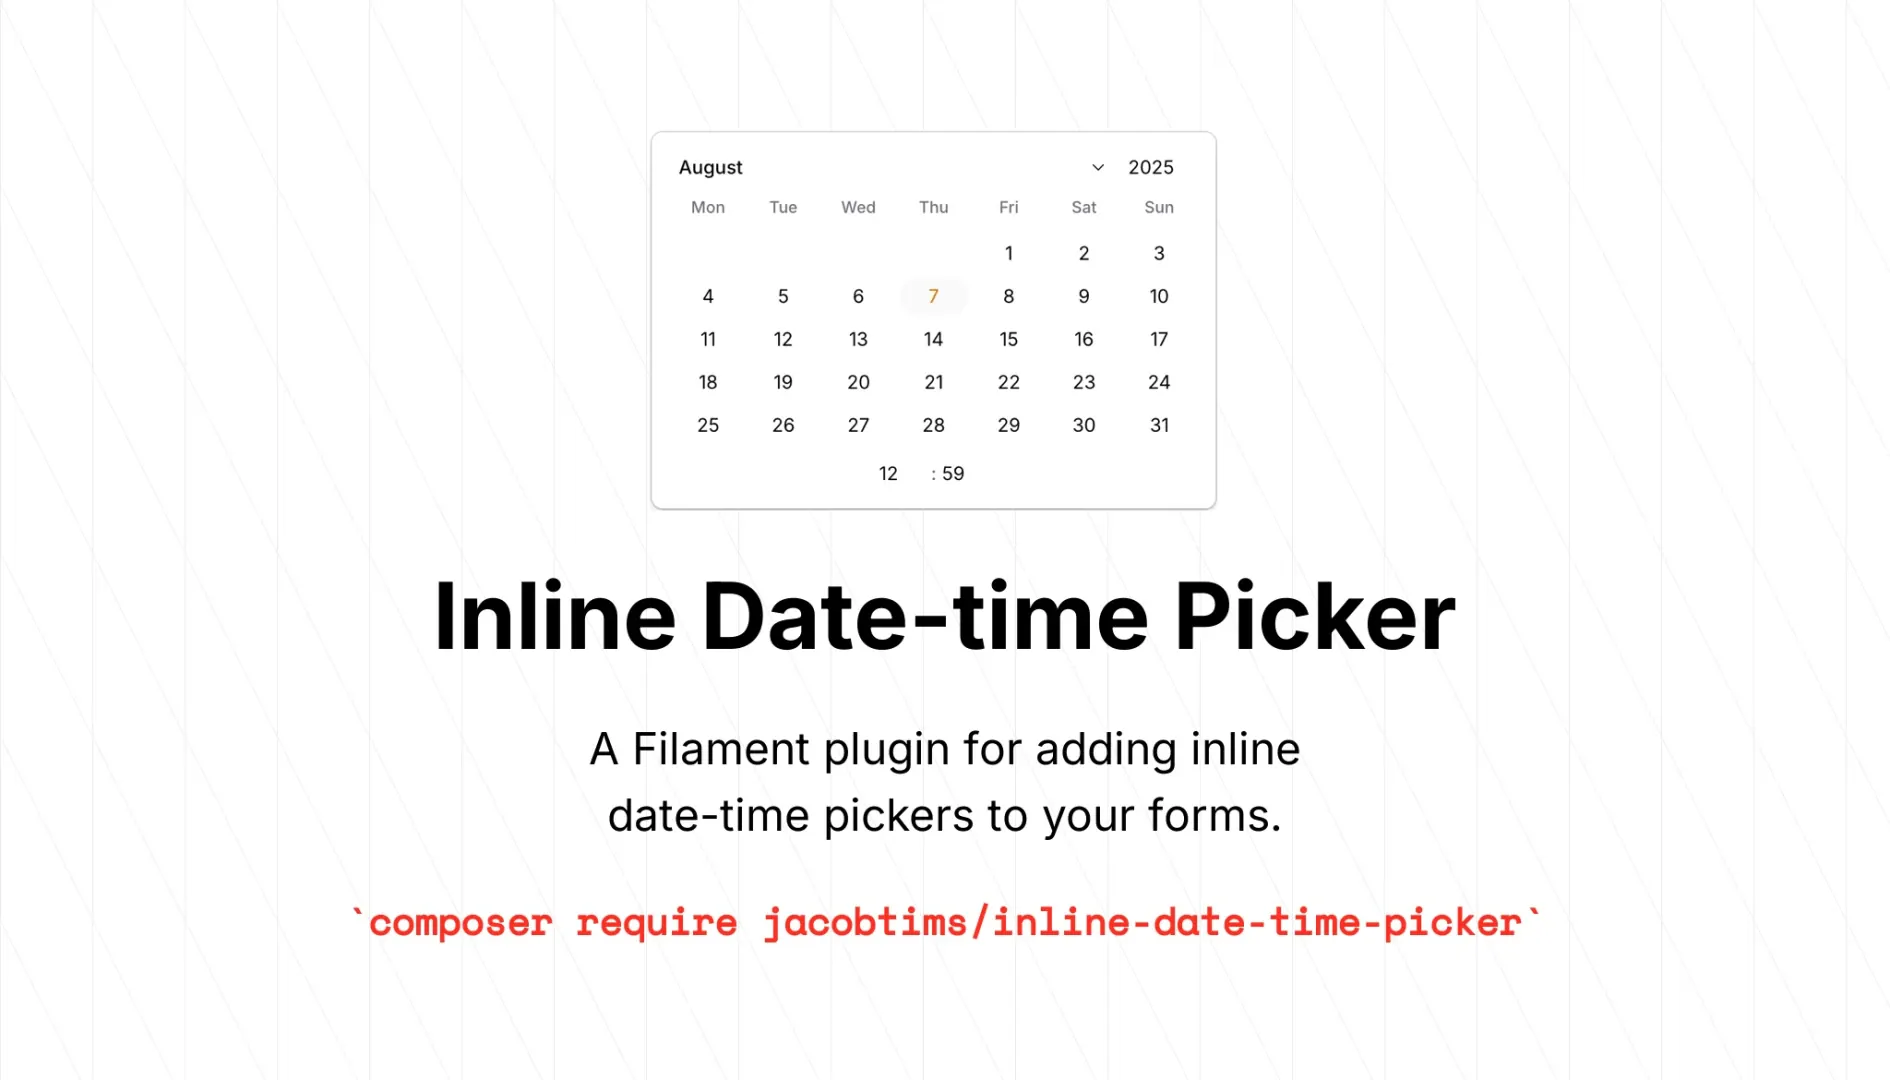 August 2025
Mon Tue Wed Thu Fri Sat Sun
1 2 3
4 5 6 7 8 9 10
11 12 13 14 15 16 17
18 19 20 21 22 23 24
25 26 27 28 29 30 31
12 : 59
Inline Date-time Picker
A Filament plugin for adding inline
date-time pickers to your forms.
`composer require jacobtims/inline-date-time-picker`